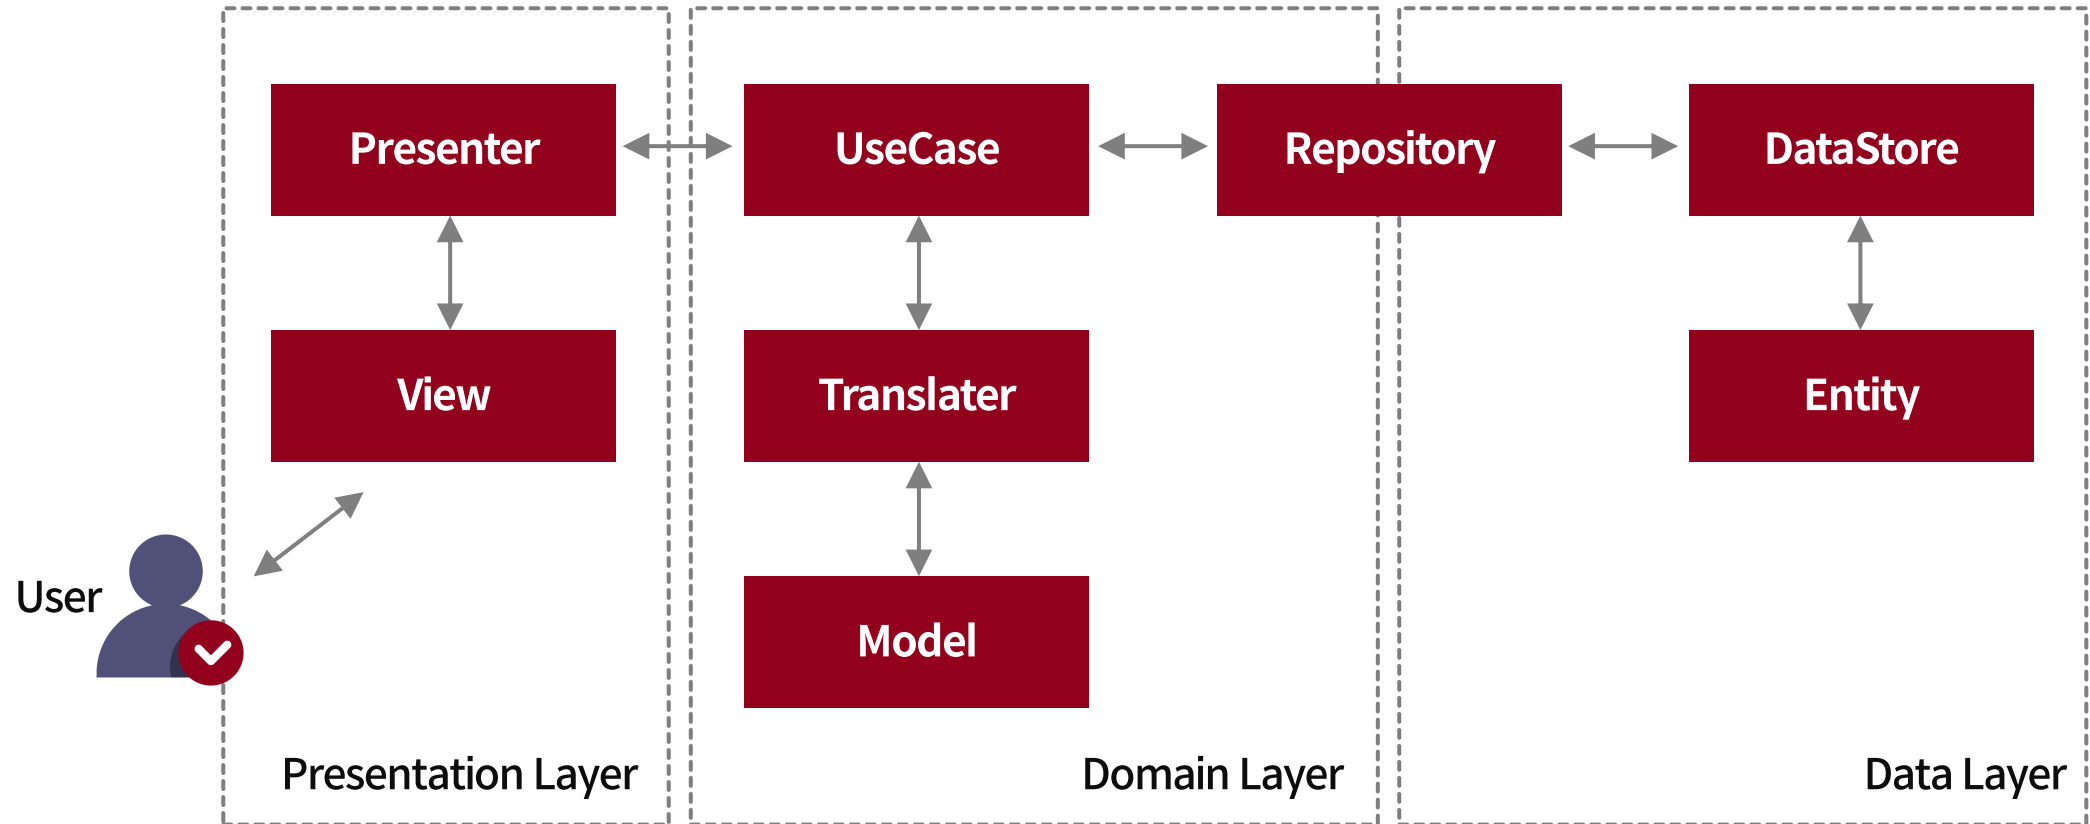 Presenter
UseCase
Repository
DataStore
View
Translater
Entity
User
Model
Presentation Layer
Domain Layer
Data Layer